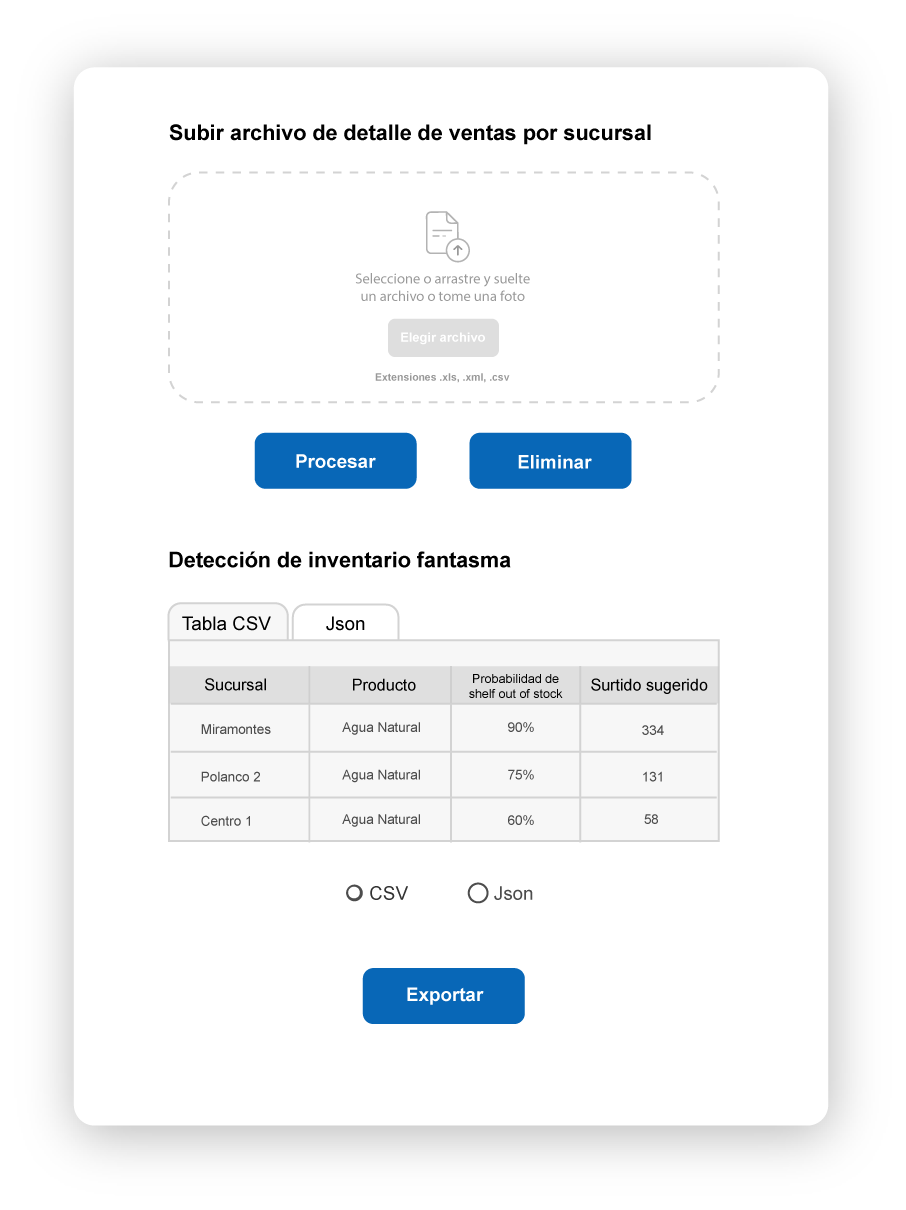 Subir archivo de detalle de ventas por sucursal
Seleccione o arrastre y suelte
un archivo o tome una foto
Elegir archivo
Extensiones .xls, .xml, .csv
Procesar
Eliminar
Detección de inventario fantasma
Tabla CSV
Json
Sucursal
Producto
Probabilidad de
shelf out of stock
Surtido sugerido
Miramontes
Agua Natural
90%
334
Polanco 2
Agua Natural
75%
131
Centro 1
Agua Natural
60%
58
CSV
Json
Exportar